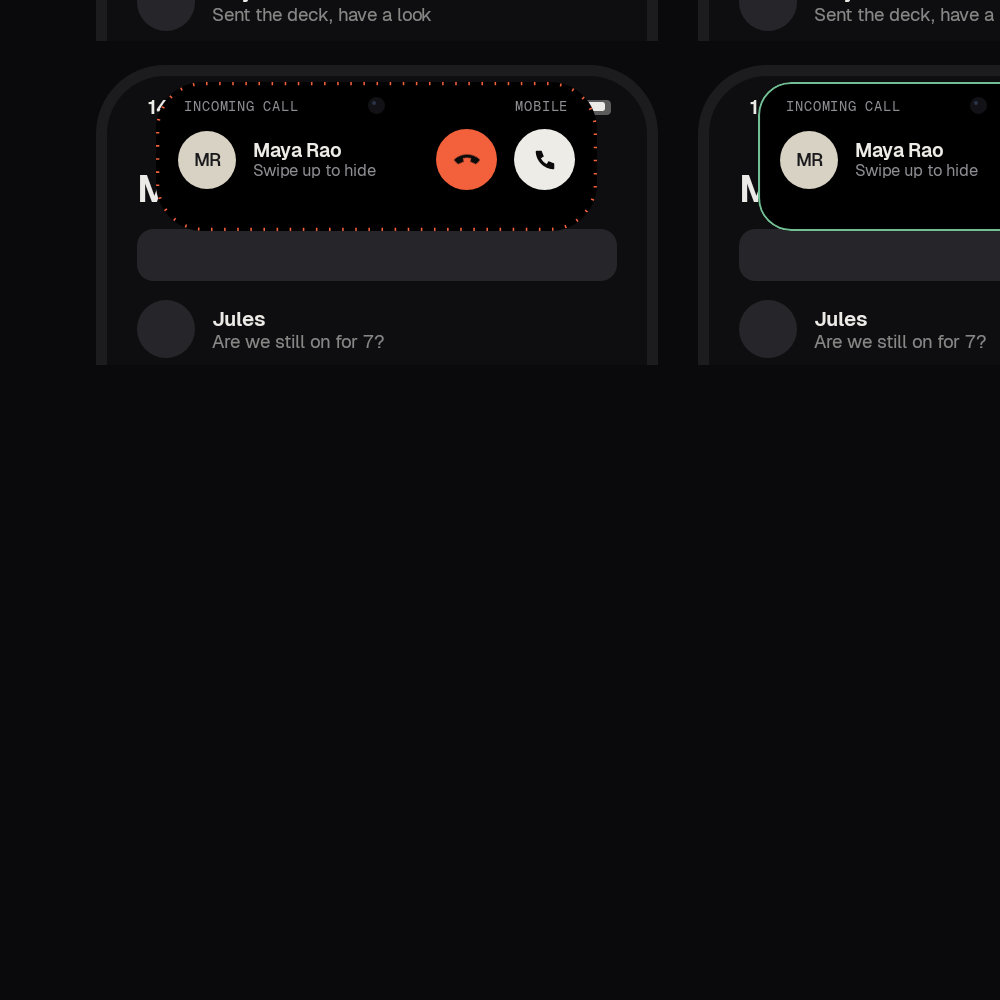 Sent the deck, have a look
Sent the deck, have a
INCOMING CALL
MOBILE
MR
Maya Rao
Swipe up to hide
Jules
Are we still on for 7?
INCOMING CALL
MR
Maya Rao
Swipe up to hide
Jules
Are we still on for 7?